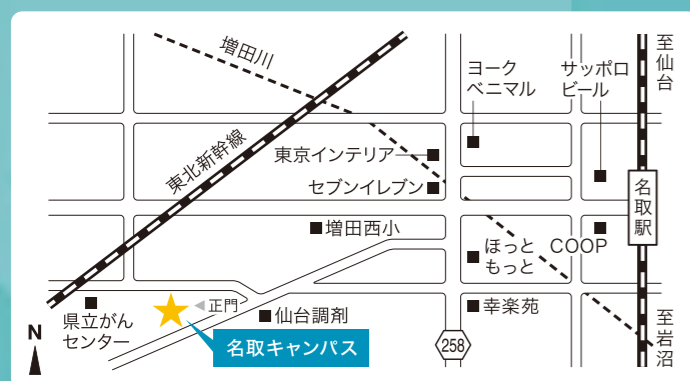 増田川
ヨーク
ベニマル
サッポロ
ビール
至仙台
東北新幹線
東京インテリア
セブンイレブン
名取駅
増田西小
ほっと
もっと
COOP
県立がん
センター
正門
仙台調剤
幸楽苑
至岩沼
N
名取キャンパス
258